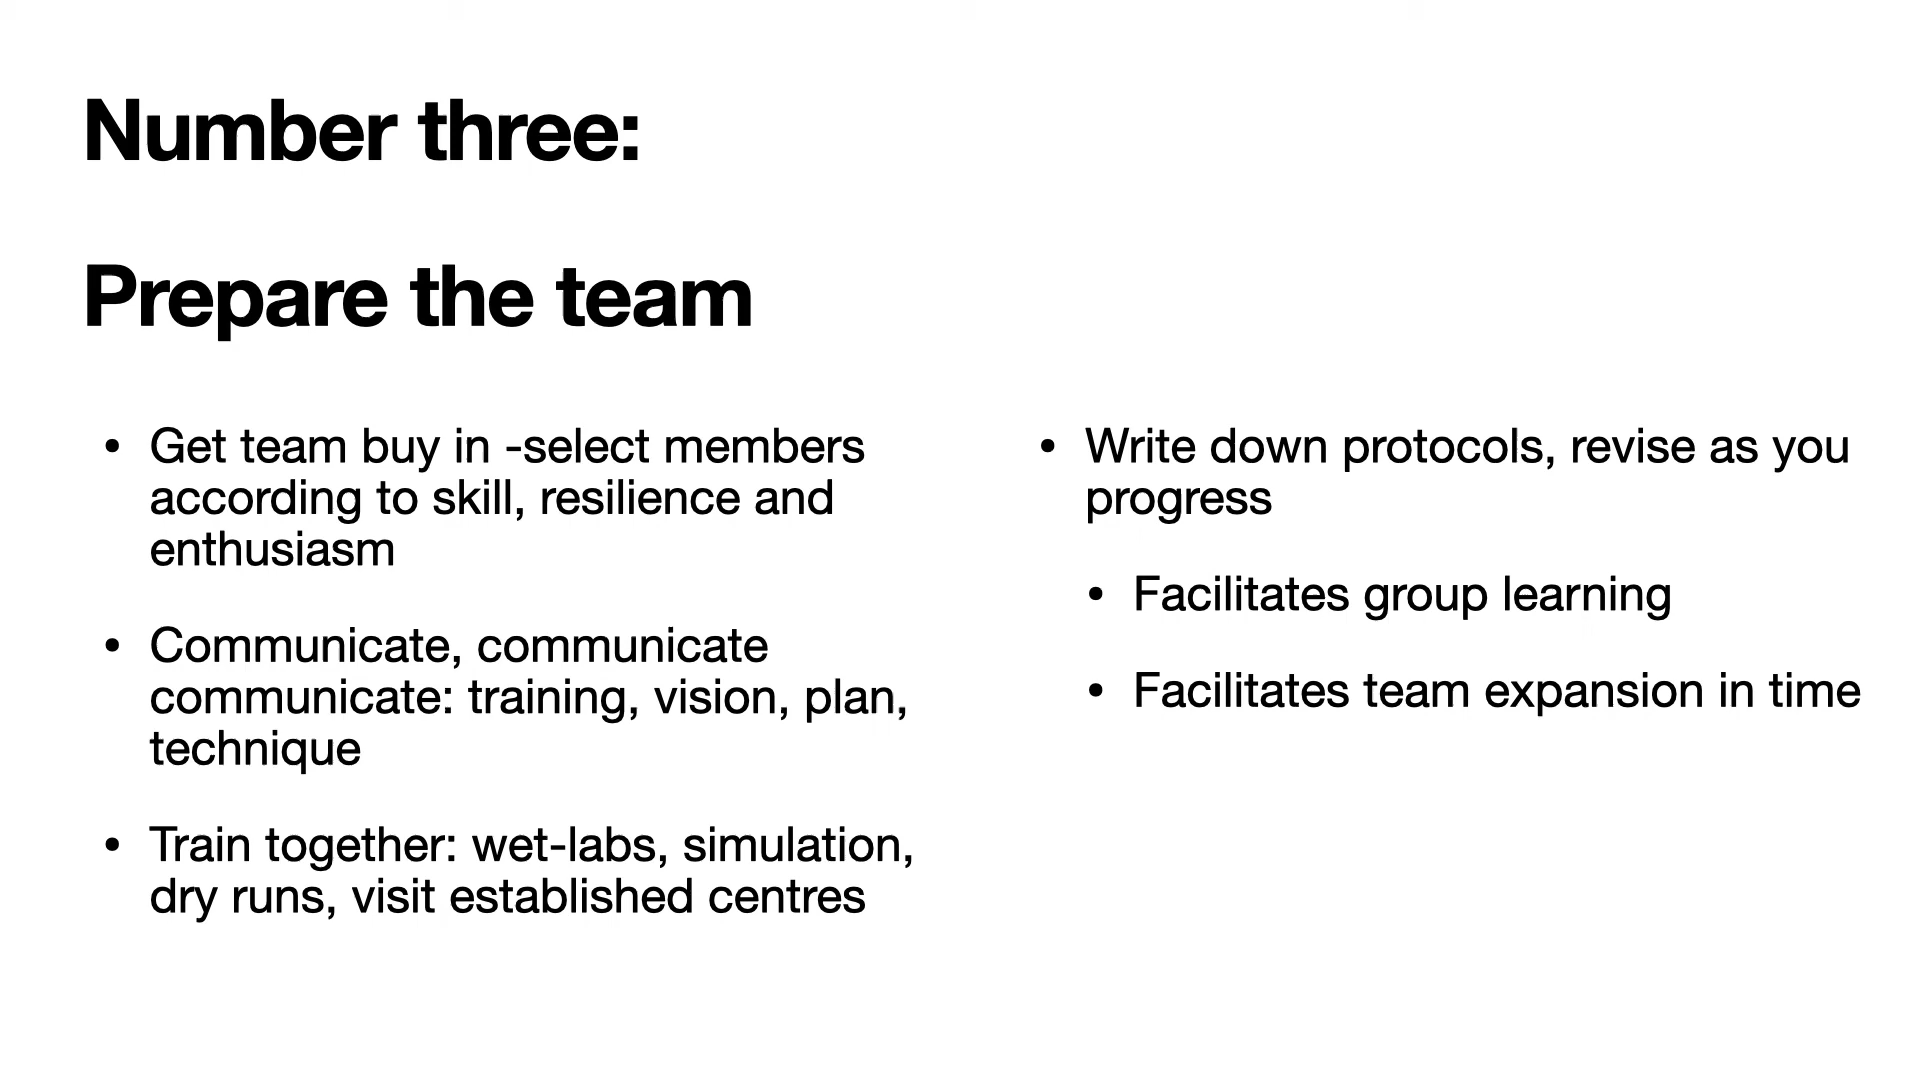 Number three:
Prepare the team
• Get team buy in -select members
according to skill, resilience and
enthusiasm
• Communicate, communicate
communicate: training, vision, plan,
technique
• Train together: wet-labs, simulation,
dry runs, visit established centres
• Write down protocols, revise as you
progress
• Facilitates group learning
• Facilitates team expansion in time